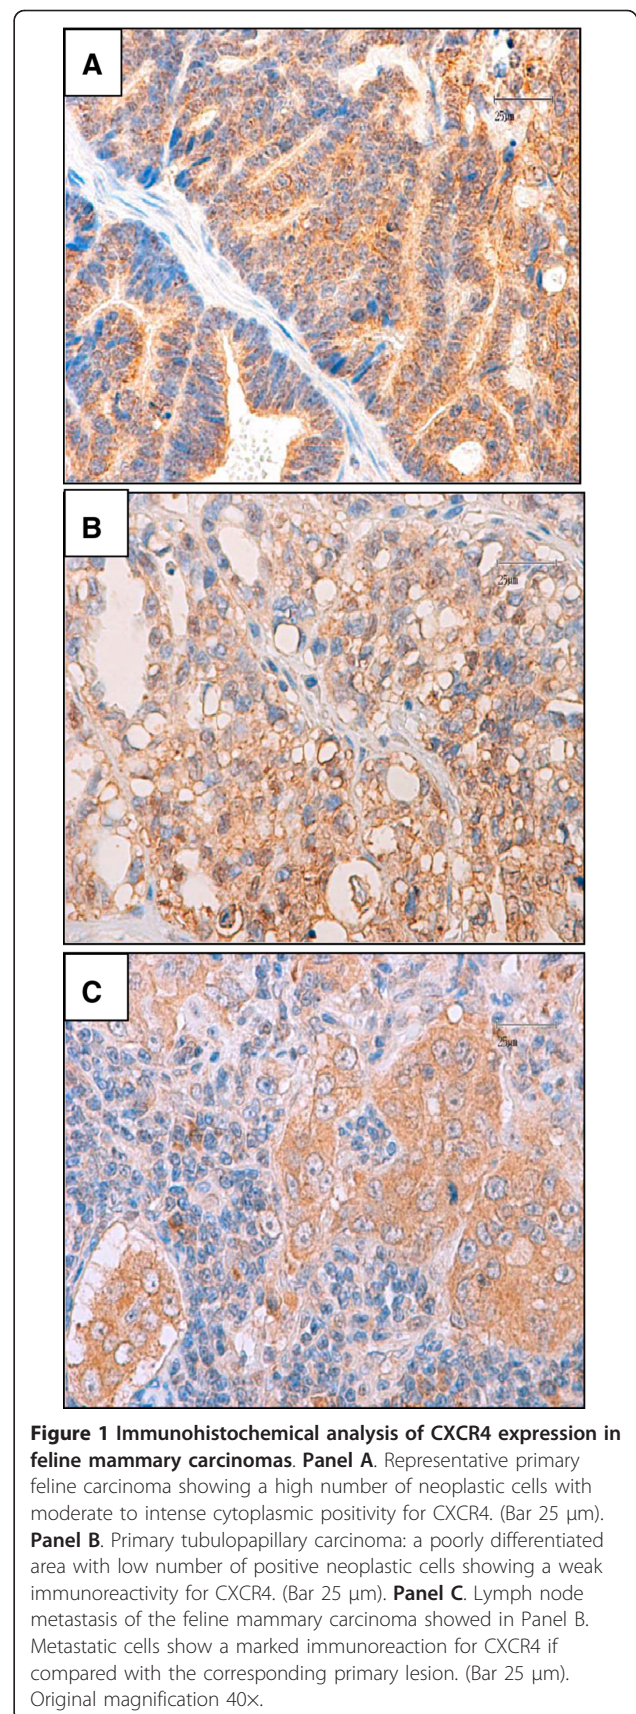 A
25µm
B
25µm
C
25µm
Figure 1 Immunohistochemical analysis of CXCR4 expression in
feline mammary carcinomas. Panel A. Representative primary
feline carcinoma showing a high number of neoplastic cells with
moderate to intense cytoplasmic positivity for CXCR4. (Bar 25 μm).
Panel B. Primary tubulopapillary carcinoma: a poorly differentiated
area with low number of positive neoplastic cells showing a weak
immunoreactivity for CXCR4. (Bar 25 μm). Panel C. Lymph node
metastasis of the feline mammary carcinoma showed in Panel B.
Metastatic cells show a marked immunoreaction for CXCR4 if
compared with the corresponding primary lesion. (Bar 25 μm).
Original magnification 40×.